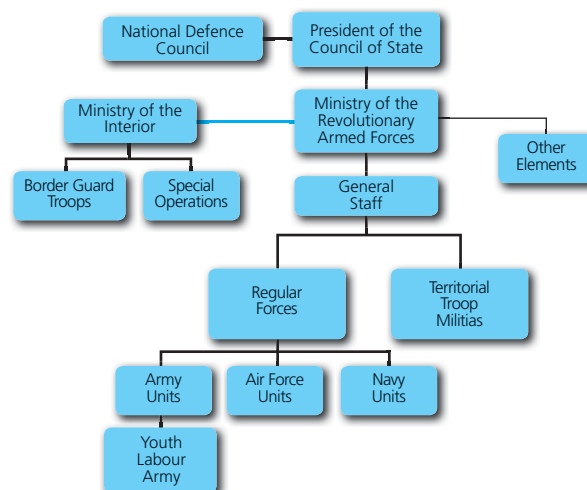 National Defence
Council
President of the
Council of State
Ministry of the
Interior
Ministry of the
Revolutionary
Armed Forces
Other
Elements
Border Guard
Troops
Special
Operations
General
Staff
Regular
Forces
Territorial
Troop
Militias
Army
Units
Air Force
Units
Navy
Units
Youth
Labour
Army